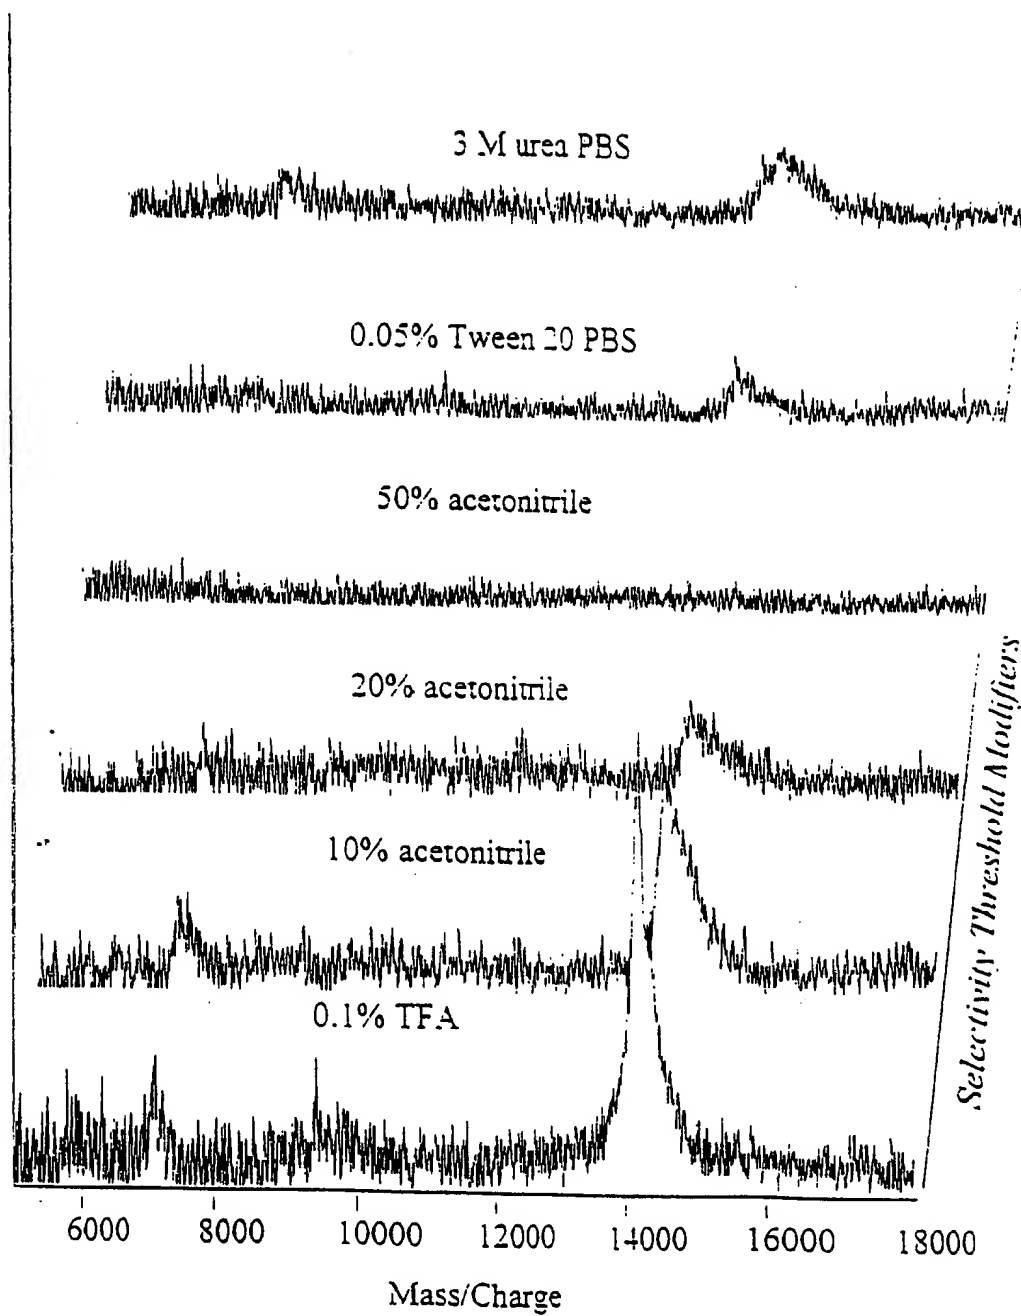 3 M urea PBS
0.05% Tween 20 PBS
50% acetonitrile
20% acetonitrile
10% acetonitrile
0.1% TFA
Selectivity Threshold Modifiers
6000 8000 10000 12000 14000 16000 18000
Mass/Charge